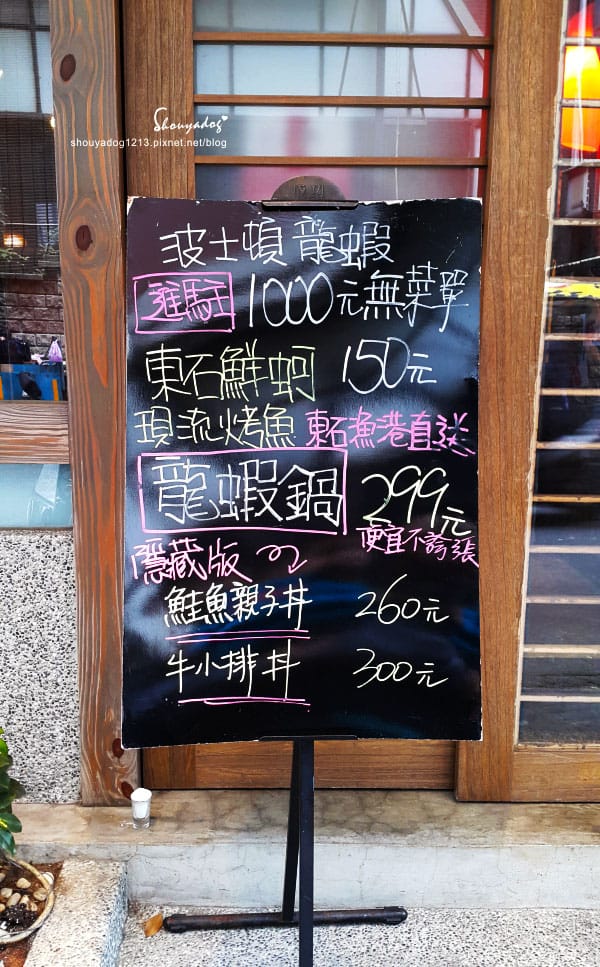 Shouyadog
shouyadog1213.pixnet.net/blog
波士頓 龍蝦
進駐 1000元無菜單
東石鮮蚵 150元
現流烤魚 東石漁港直送
龍蝦鍋 299元
便宜不誇張
隱藏版
鮭魚親子丼 260元
牛小排丼 300元